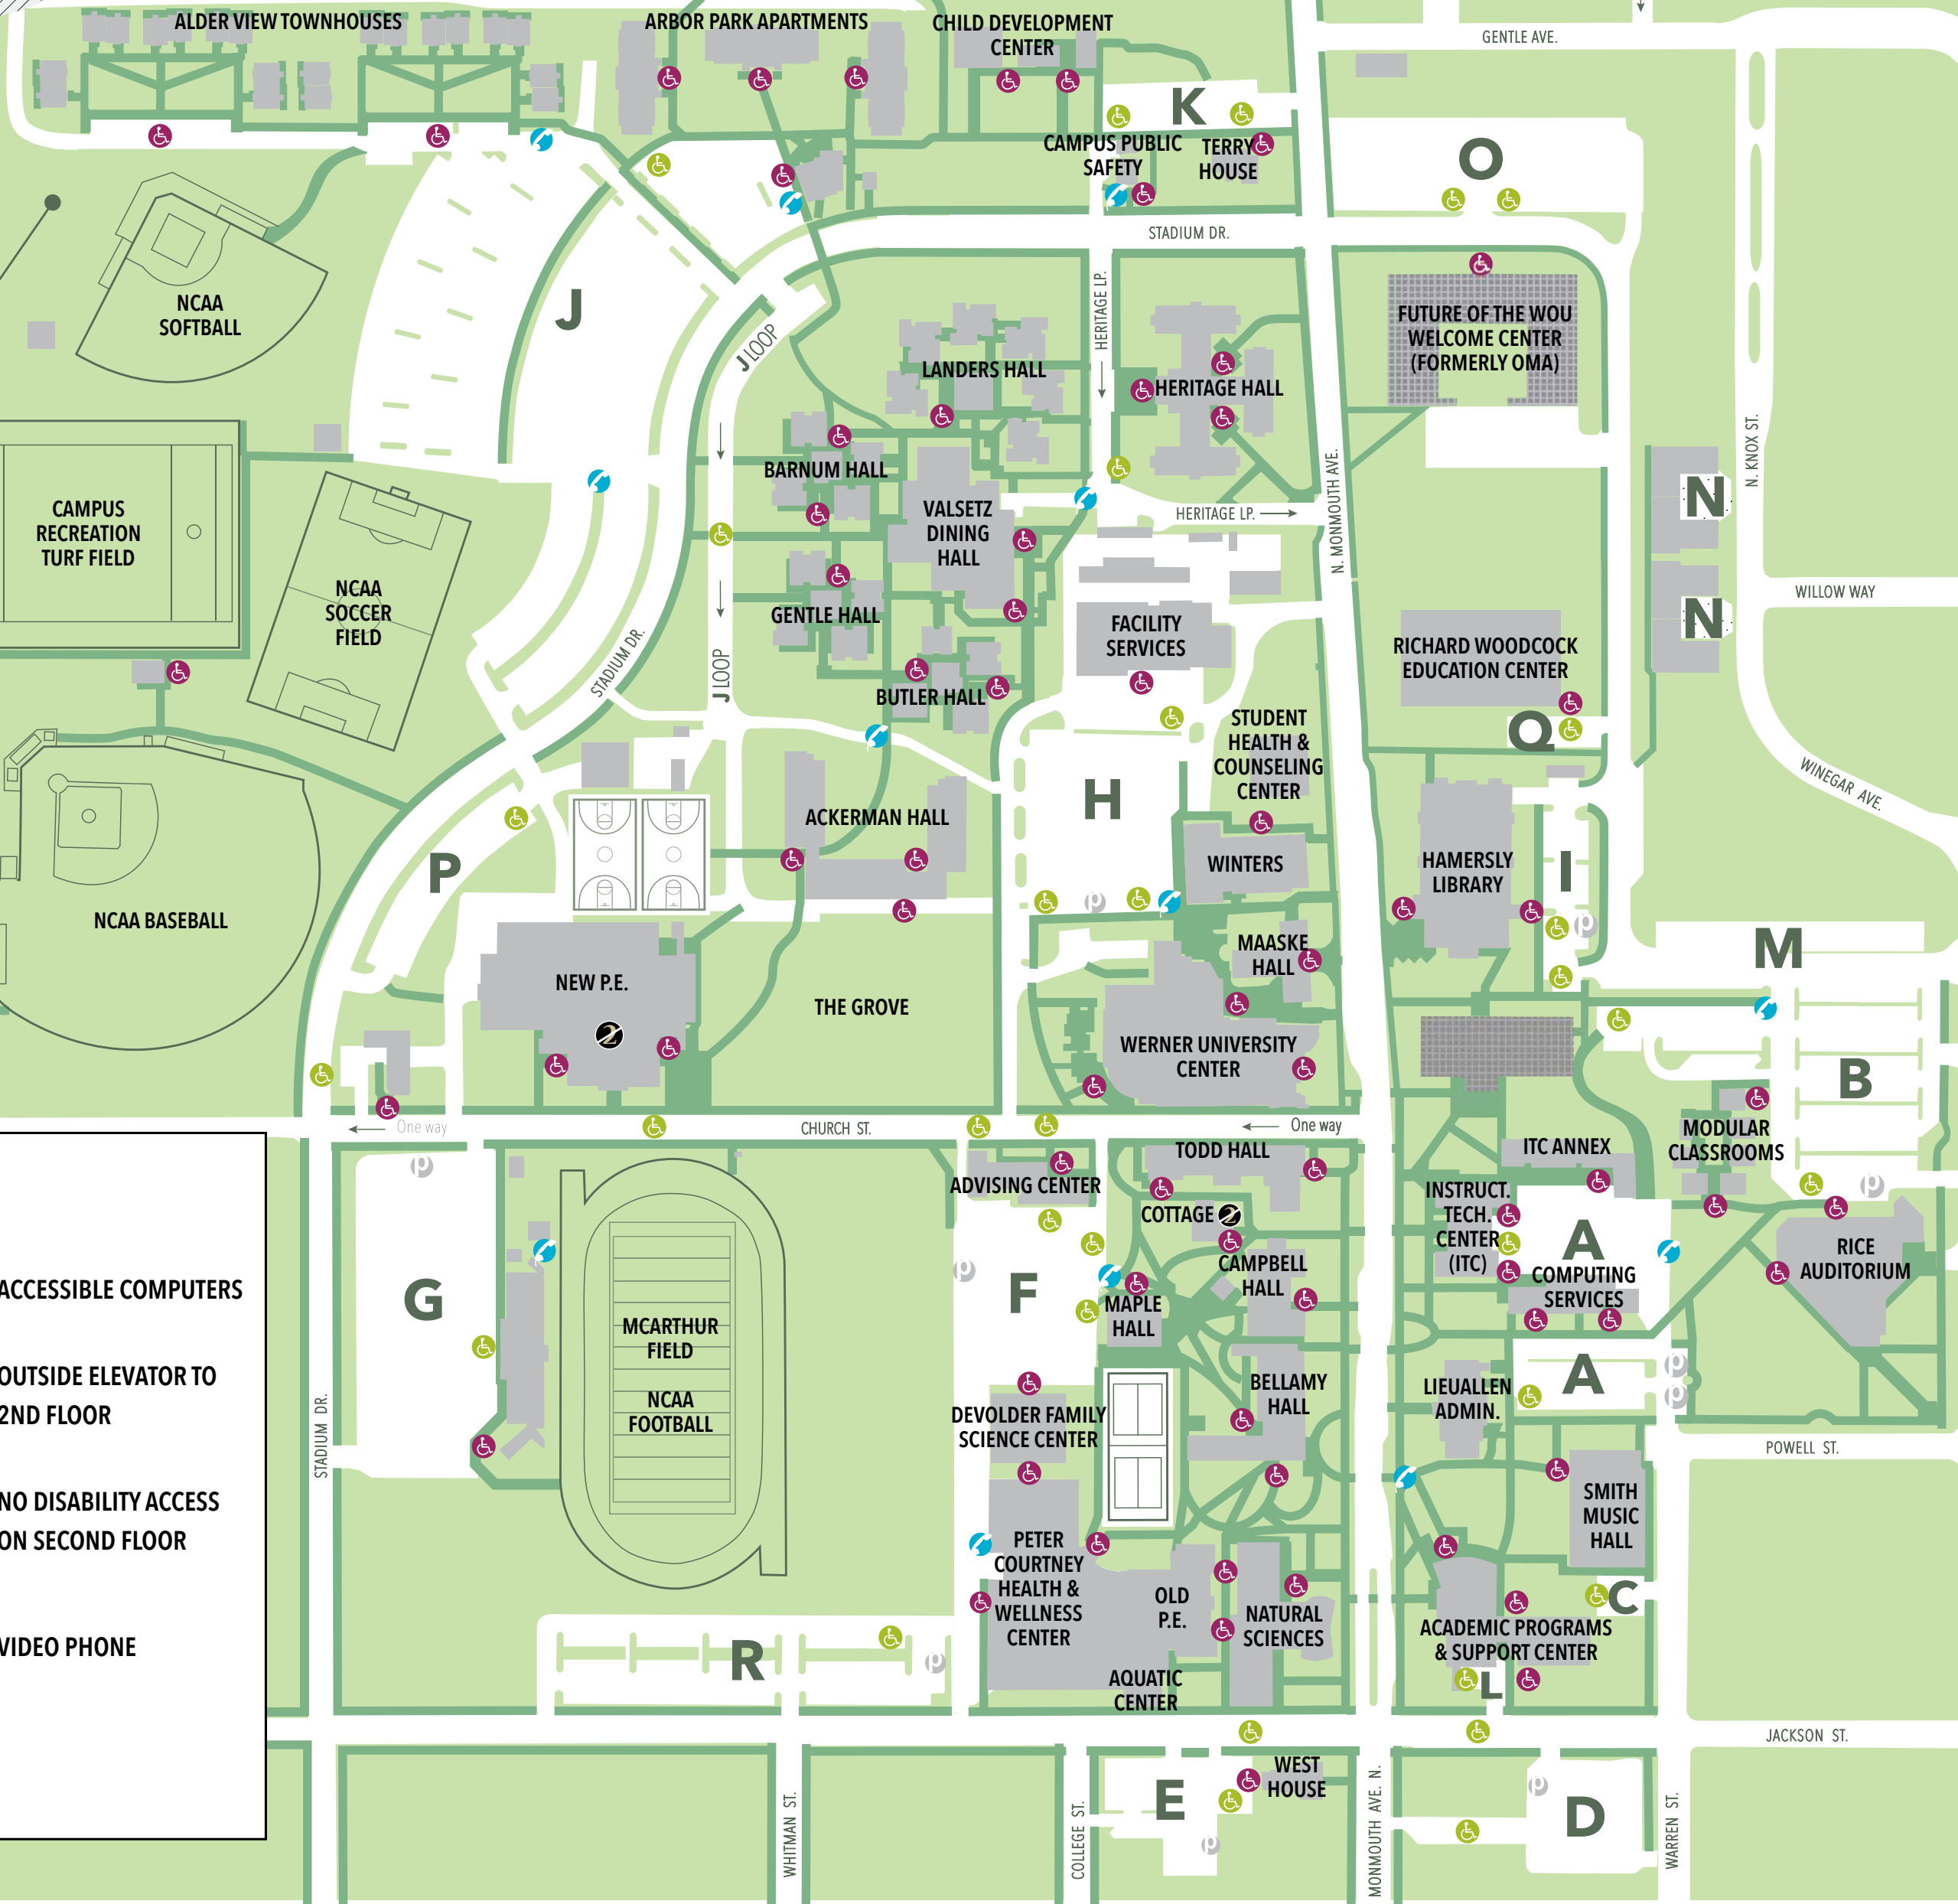 ALDER VIEW TOWNHOUSES
ARBOR PARK APARTMENTS
CHILD DEVELOPMENT
CENTER
GENTLE AVE.
K
CAMPUS PUBLIC
SAFETY
TERRY
HOUSE
O
STADIUM DR.
NCAA
SOFTBALL
J
J LOOP
HERITAGE LP.
LANDERS HALL
HERITAGE HALL
FUTURE OF THE WOU
WELCOME CENTER
(FORMERLY OMA)
N. KNOX ST.
BARNUM HALL
VALSETZ
DINING
HALL
HERITAGE LP.
N. MONMOUTH AVE.
N
CAMPUS
RECREATION
TURF FIELD
NCAA
SOCCER
FIELD
GENTLE HALL
FACILITY
SERVICES
WILLOW WAY
N
RICHARD WOODCOCK
EDUCATION CENTER
STADIUM DR.
J LOOP
BUTLER HALL
STUDENT
HEALTH &
COUNSELING
CENTER
Q
WINEGAR AVE.
H
ACKERMAN HALL
P
WINTERS
HAMERSLY
LIBRARY
I
p
p
NCAA BASEBALL
MAASKE
HALL
M
NEW P.E.
2
THE GROVE
WERNER UNIVERSITY
CENTER
B
One way
CHURCH ST.
One way
MODULAR
CLASSROOMS
ITC ANNEX
TODD HALL
p
ADVISING CENTER
INSTRUCT.
TECH.
CENTER
(ITC)
p
COTTAGE 2
A
RICE
AUDITORIUM
ACCESSIBLE COMPUTERS
G
p
F
CAMPBELL
HALL
COMPUTING
SERVICES
MAPLE
HALL
MCARTHUR
FIELD
NCAA
FOOTBALL
OUTSIDE ELEVATOR TO
2ND FLOOR
BELLAMY
HALL
LIEUALLEN
ADMIN.
A
p
p
DEVOLDER FAMILY
SCIENCE CENTER
STADIUM DR.
POWELL ST.
NO DISABILITY ACCESS
ON SECOND FLOOR
SMITH
MUSIC
HALL
PETER
COURTNEY
HEALTH &
WELLNESS
CENTER
OLD
P.E.
NATURAL
SCIENCES
C
ACADEMIC PROGRAMS
& SUPPORT CENTER
VIDEO PHONE
R
p
AQUATIC
CENTER
L
JACKSON ST.
WEST
HOUSE
E
p
p
D
WHITMAN ST.
COLLEGE ST.
MONMOUTH AVE. N.
WARREN ST.